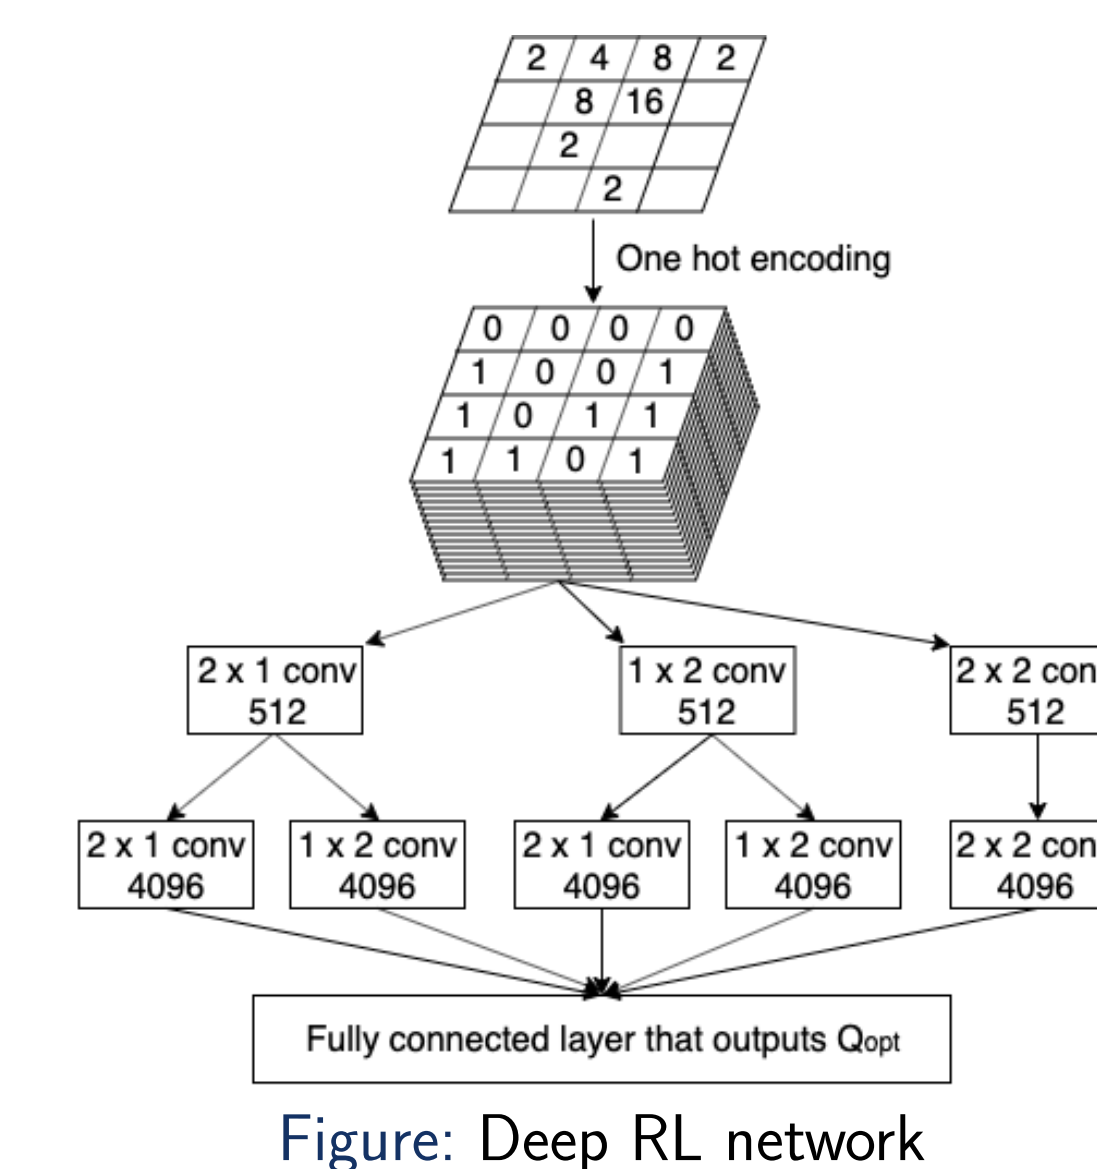 2 4 8 2
8 16
2
2
One hot encoding
0 0 0 0
1 0 0 1
1 0 1 1
1 1 0 1
2 x 1 conv
512
1 x 2 conv
512
2 x 2 con
512
2 x 1 conv
4096
1 x 2 conv
4096
2 x 1 conv
4096
1 x 2 conv
4096
2 x 2 con
4096
Fully connected layer that outputs Qopt
Figure: Deep RL network